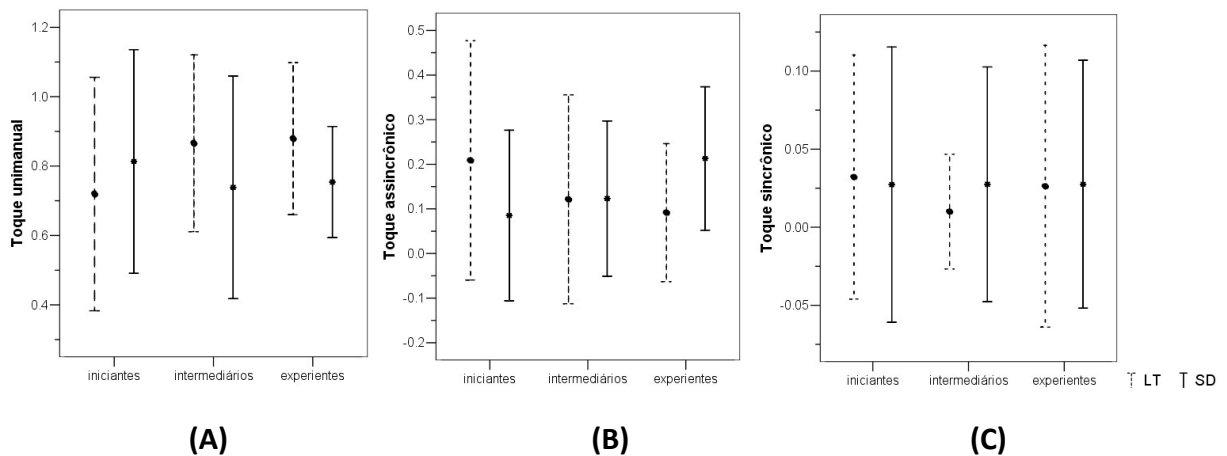 Toque unimanual
1.2
1.0
0.8
0.6
0.4
iniciantes intermediários experientes
(A)
Toque assincrônico
0.5
0.4
0.3
0.2
0.1
0.0
-0.1
-0.2
iniciantes intermediários experientes
(B)
Toque sincrônico
0.10
0.05
0.00
-0.05
iniciantes intermediários experientes
(C)
LT SD